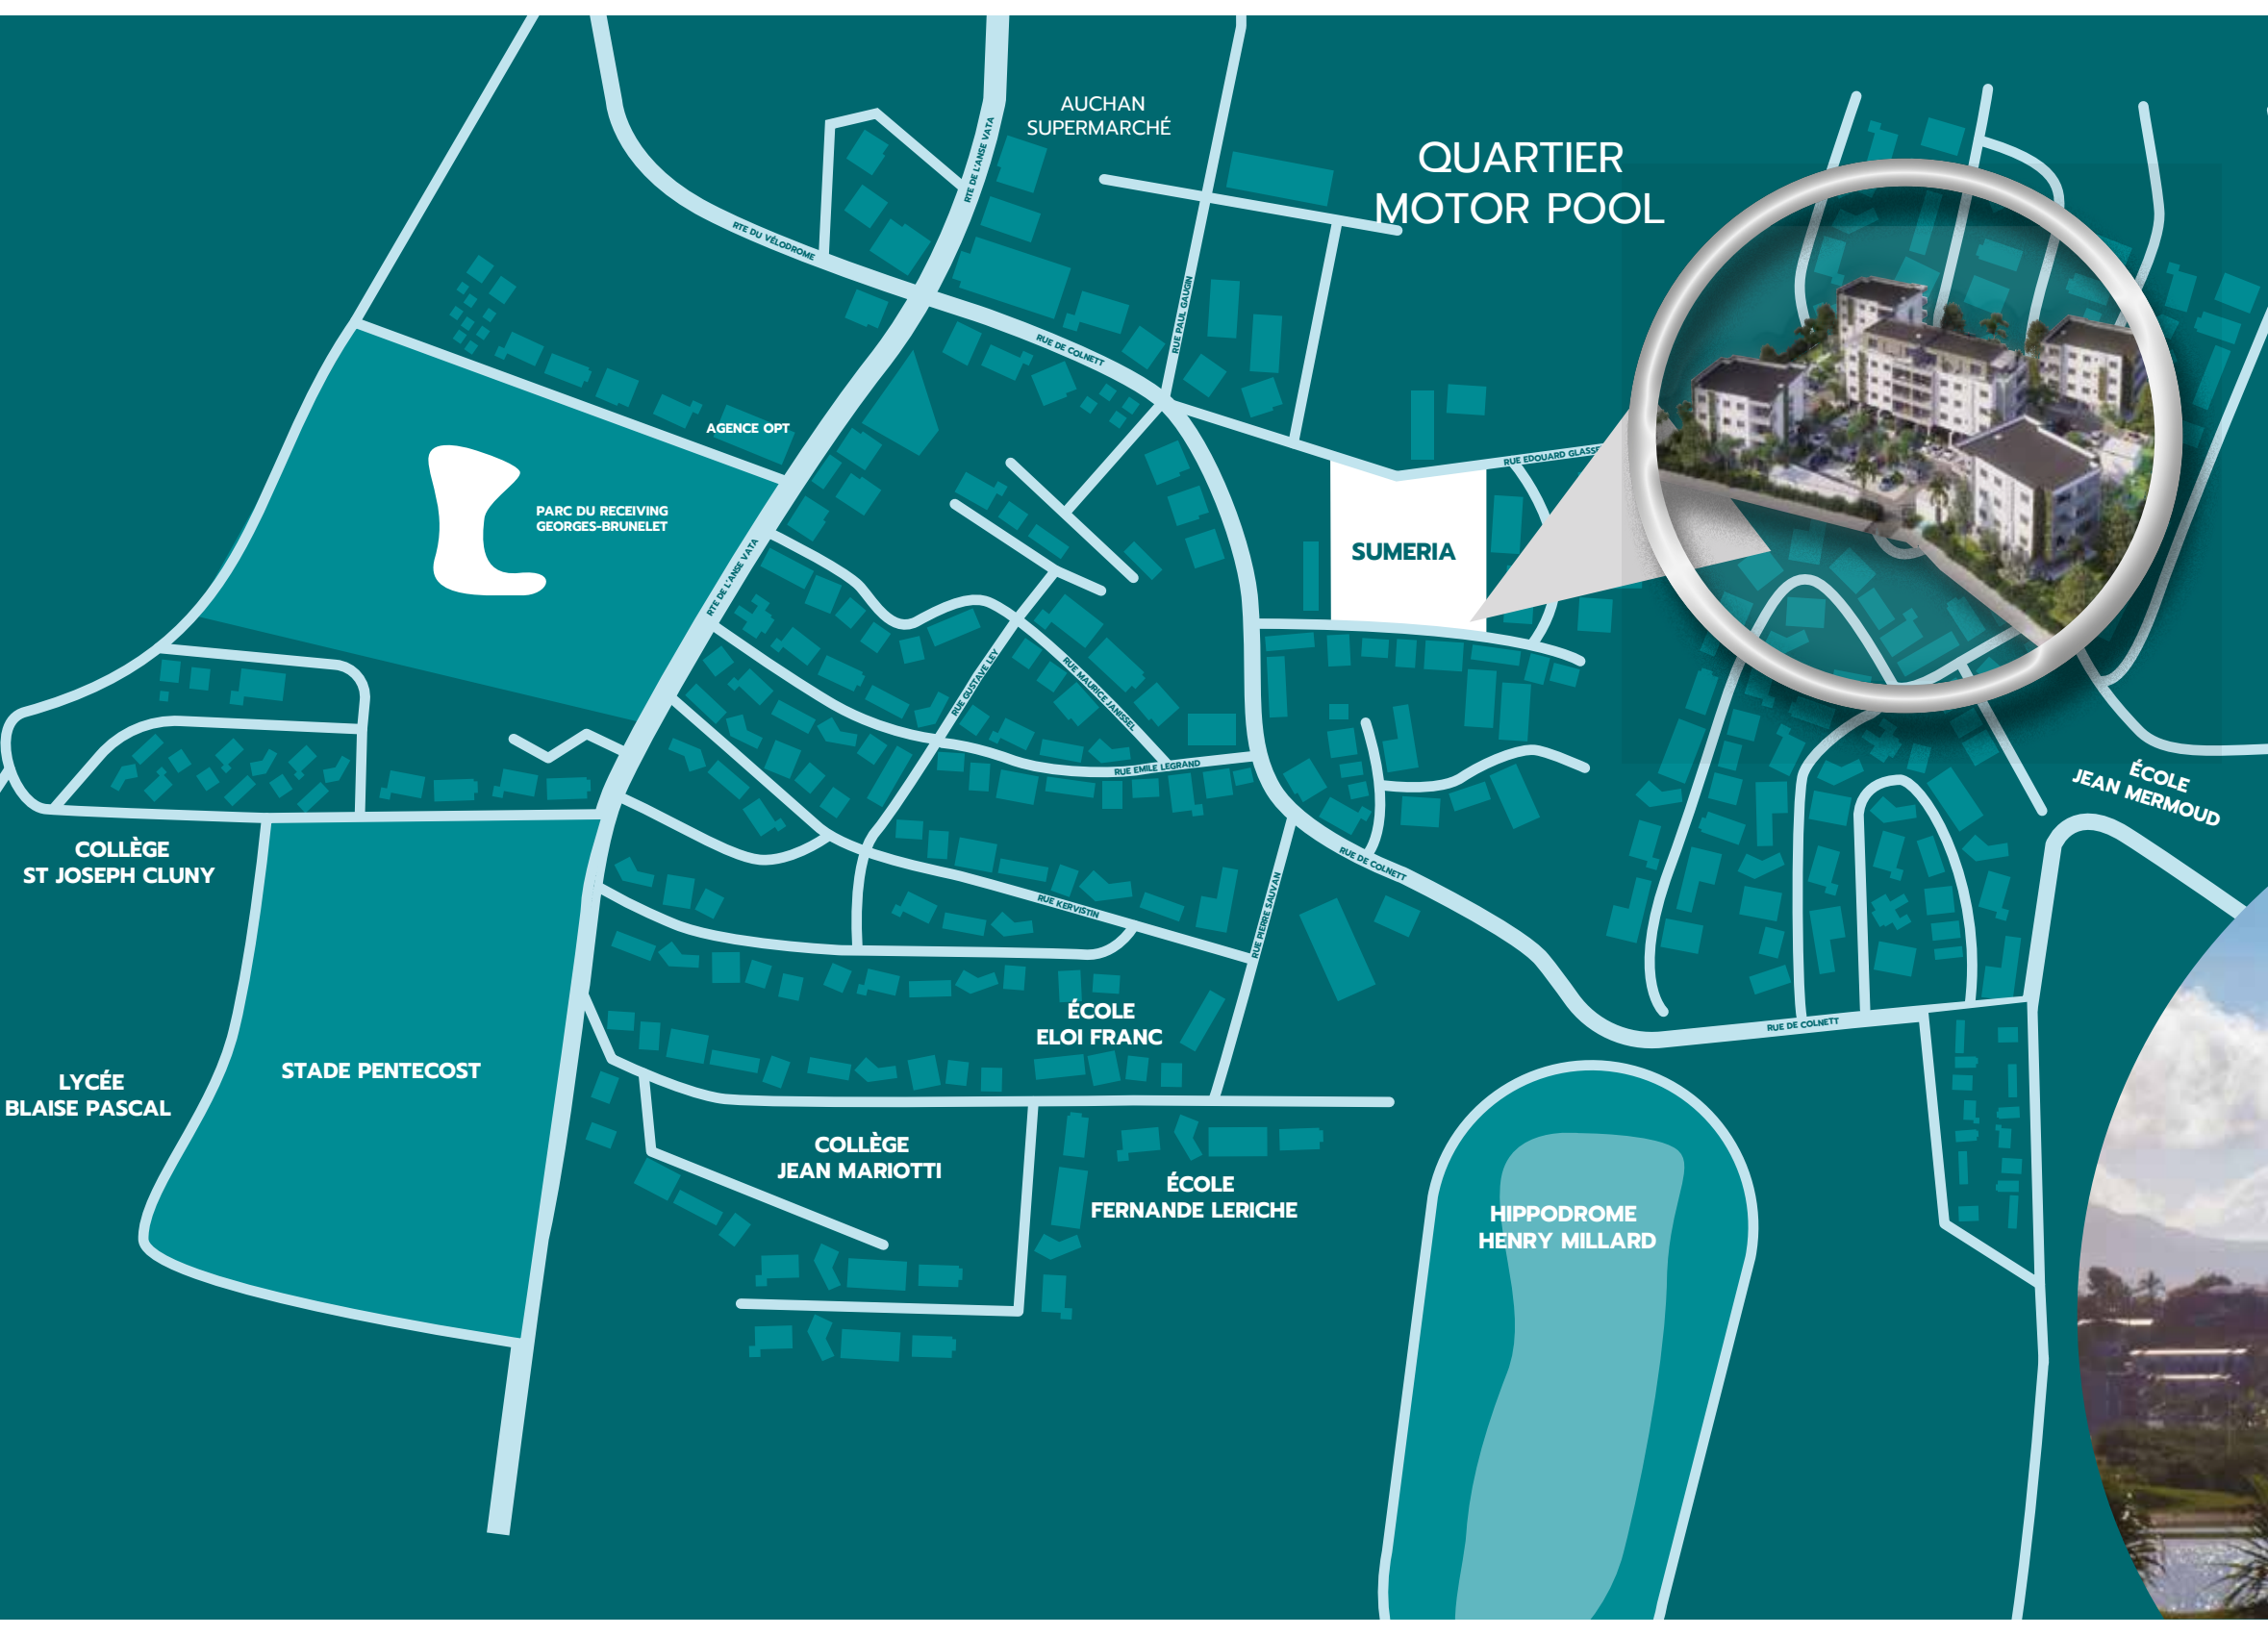 AUCHAN
SUPERMARCHÉ
QUARTIER
MOTOR POOL
RTE DE L'ANSE VATA
RTE DU VÉLODROME
RUE PAUL GAUGIN
RUE DE COLNETT
AGENCE OPT
RUE EDOUARD GLASSER
PARC DU RECEIVING
GEORGES-BRUNELET
SUMERIA
RTE DE L'ANSE VATA
RUE GUSTAVE LEY
RUE MAURICE JANISSEL
RUE EMILE LEGRAND
ÉCOLE
JEAN MERMOUD
COLLÈGE
ST JOSEPH CLUNY
RUE DE COLNETT
RUE KERVISTIN
RUE PIERRE SAUVAN
ÉCOLE
ELOI FRANC
RUE DE COLNETT
STADE PENTECOST
LYCÉE
BLAISE PASCAL
COLLÈGE
JEAN MARIOTTI
ÉCOLE
FERNANDE LERICHE
HIPPODROME
HENRY MILLARD